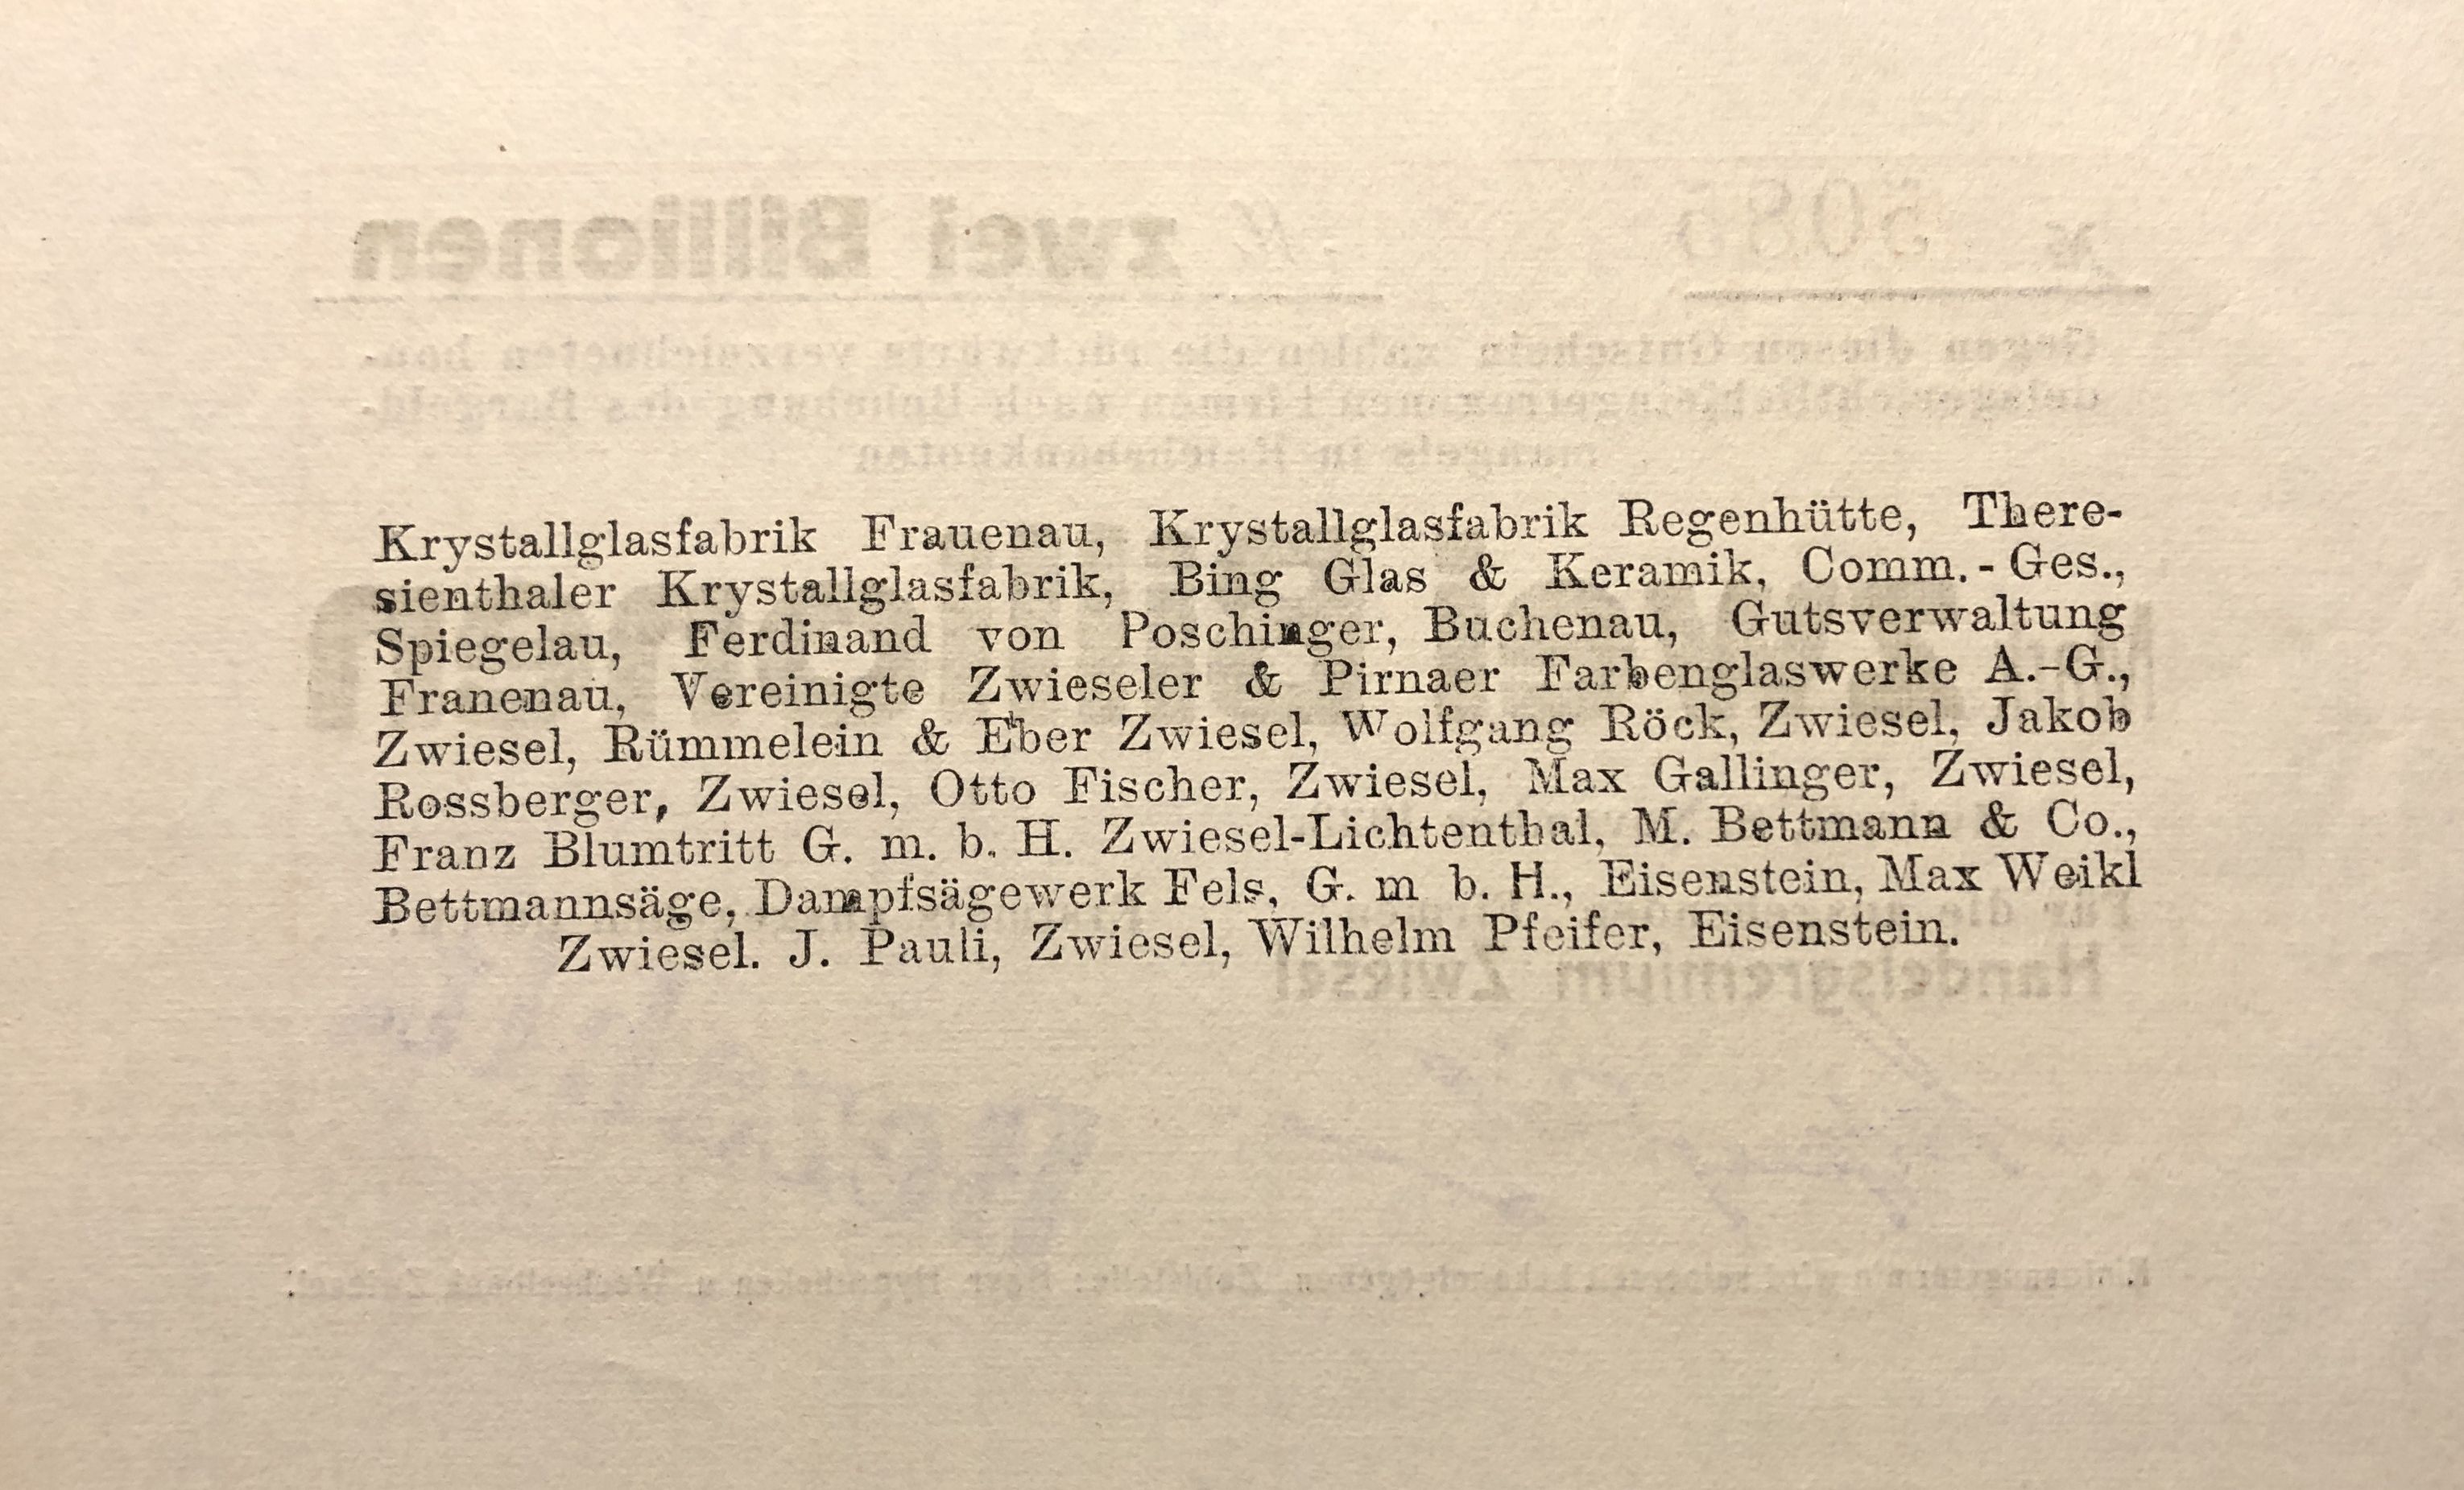 Krystallglasfabrik Frauenau, Krystallglasfabrik Regenhütte, There-
sienthaler Krystallglasfabrik, Bing Glas & Keramik, Comm.-Ges.,
Spiegelau, Ferdinand von Poschinger, Buchenau, Gutsverwaltung
Franenau, Vereinigte Zwieseler & Pirnaer Farbenglaswerke A.-G.,
Zwiesel, Rümmelein & Eber Zwiesel, Wolfgang Röck, Zwiesel, Jakob
Rossberger, Zwiesel, Otto Fischer, Zwiesel, Max Gallinger, Zwiesel,
Franz Blumtritt G. m. b. H. Zwiesel-Lichtenthal, M. Bettmann & Co.,
Bettmannsäge, Dampfsägewerk Fels, G. m b. H., Eisenstein, Max Weikl
Zwiesel. J. Pauli, Zwiesel, Wilhelm Pfeifer, Eisenstein.